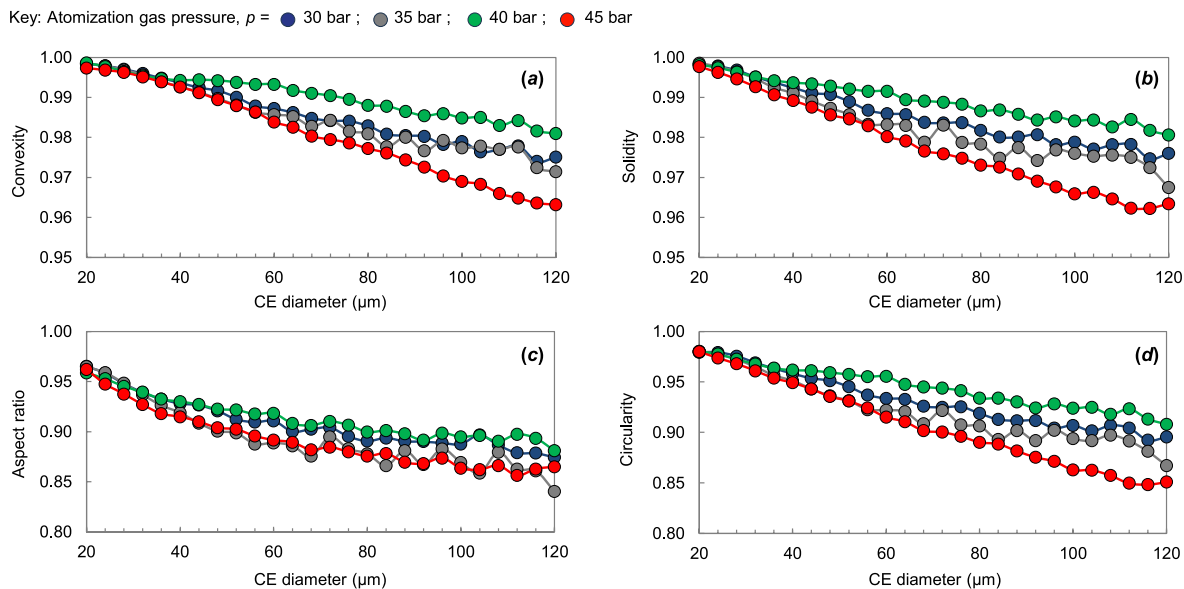 Key: Atomization gas pressure, p = 30 bar ; 35 bar ; 40 bar ; 45 bar
(a)
1.00
0.99
0.98
0.97
0.96
0.95
Convexity
20 40 60 80 100 120
CE diameter (µm)
(b)
1.00
0.99
0.98
0.97
0.96
0.95
Solidity
20 40 60 80 100 120
CE diameter (µm)
(c)
1.00
0.95
0.90
0.85
0.80
Aspect ratio
20 40 60 80 100 120
CE diameter (µm)
(d)
1.00
0.95
0.90
0.85
0.80
Circularity
20 40 60 80 100 120
CE diameter (µm)